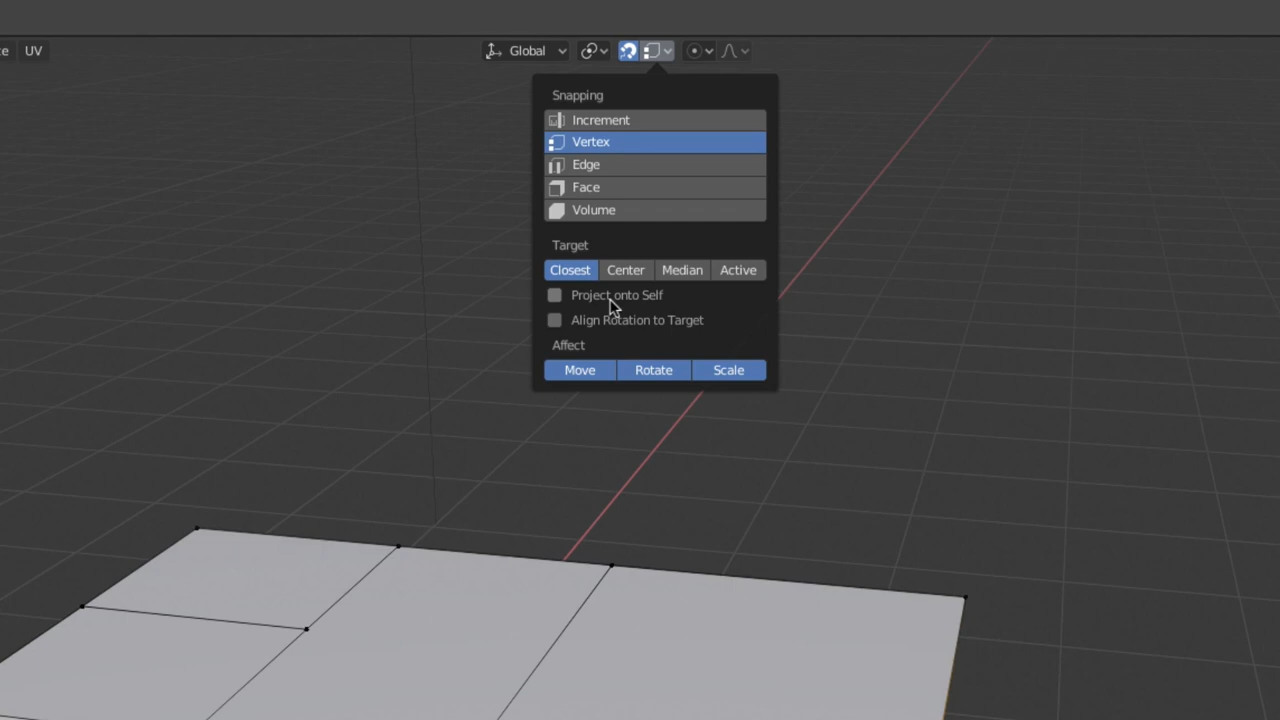 UV Global
Snapping
Increment
Vertex
Edge
Face
Volume
Target
Closest Center Median Active
Project onto Self
Align Rotation to Target
Affect
Move Rotate Scale